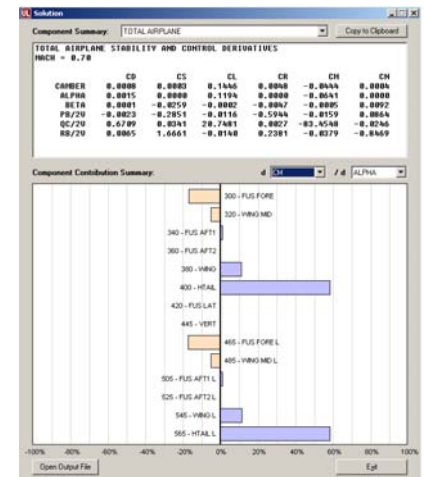 Solution
Component Summary: TOTAL AIRPLANE Copy to Clipboard
TOTAL AIRPLANE STABILITY AND CONTROL DERIVATIVES
MACH = 0.70
CD CS CL CR CM CN
CAMBER 0.0008 0.0003 0.1446 0.0048 -0.0444 0.0004
ALPHA 0.0015 0.0000 0.1194 0.0000 -0.0641 0.0000
BETA 0.0001 -0.0259 -0.0002 -0.0047 -0.0005 0.0092
PB/2V -0.0023 -0.2851 -0.0116 -0.5944 -0.0159 0.0864
QC/2V 0.6709 0.0341 20.7481 0.0027 -83.4548 -0.0246
RB/2V 0.0065 1.6661 -0.0140 0.2381 -0.0379 -0.8469
Component Contribution Summary: d CM / d ALPHA
300 - FUS FORE
320 - WING MID
340 - FUS AFT1
360 - FUS AFT2
380 - WING
400 - HTAIL
420 - FUS LAT
445 - VERT
465 - FUS FORE L
485 - WING MID L
505 - FUS AFT1 L
525 - FUS AFT2 L
545 - WING L
565 - HTAIL L
-100% -80% -60% -40% -20% 0% 20% 40% 60% 80% 100%
Open Output File Exit